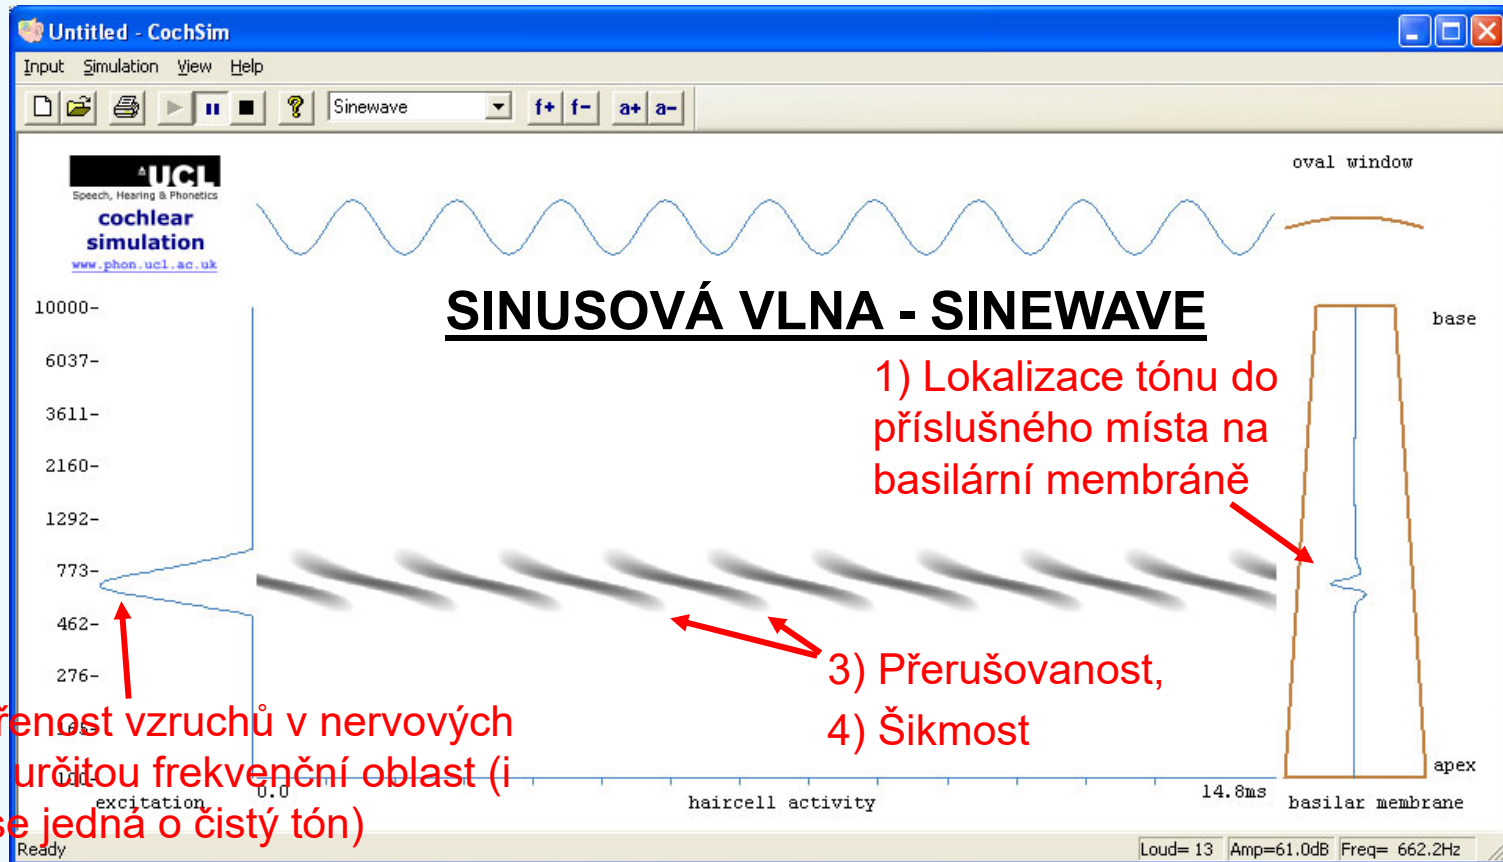 Untitled - CochSim
Input Simulation View Help
Sinewave f+ f- a+ a-
UCL
Speech, Hearing & Phonetics
cochlear
simulation
www.phon.ucl.ac.uk
oval window
SINUSOVÁ VLNA - SINEWAVE
10000-
6037-
3611-
2160-
1292-
773-
462-
276-
165-
100-
base
1) Lokalizace tónu do
příslušného místa na
basilární membráně
3) Přerušovanost,
4) Šikmost
řenost vzruchů v nervových
určitou frekvenční oblast (i
se jedná o čistý tón)
apex
excitation
0.0
haircell activity
14.8ms
basilar membrane
Ready
Loud= 13 Amp=61.0dB Freq= 662.2Hz